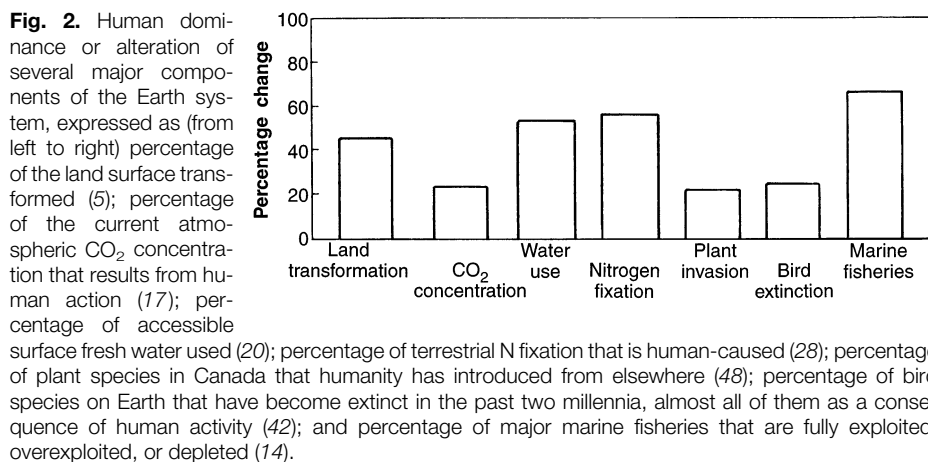 Fig. 2. Human domi-
nance or alteration of
several major compo-
nents of the Earth sys-
tem, expressed as (from
left to right) percentage
of the land surface trans-
formed (5); percentage
of the current atmo-
spheric CO2 concentra-
tion that results from hu-
man action (17); per-
centage of accessible
surface fresh water used (20); percentage of terrestrial N fixation that is human-caused (28); percentage
of plant species in Canada that humanity has introduced from elsewhere (48); percentage of bird
species on Earth that have become extinct in the past two millennia, almost all of them as a conse-
quence of human activity (42); and percentage of major marine fisheries that are fully exploited,
overexploited, or depleted (14).
Percentage change
100
80
60
40
20
0
Land
transformation
CO2
concentration
Water
use
Nitrogen
fixation
Plant
invasion
Bird
extinction
Marine
fisheries